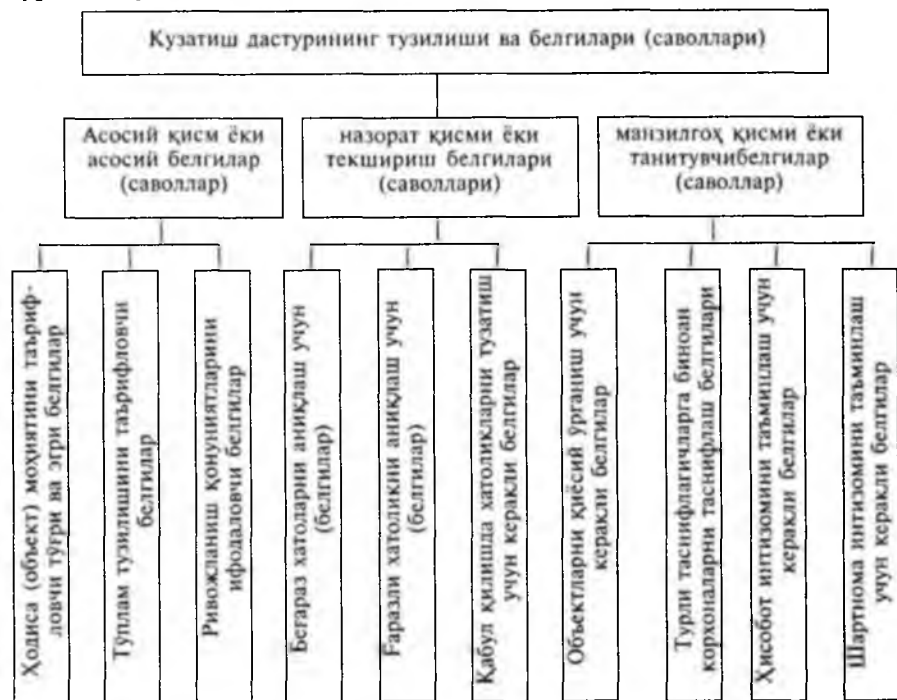 Кузатиш дастурининг тузилиши ва белгилари (саволлари)
Асосий қисм ёки
асосий белгилар
(саволлар)
назорат қисми ёки
текшириш белгилари
(саволлари)
манзилгоҳ қисми ёки
танитувчибелгилар
(саволлар)
Ҳодиса (объект) моҳиятини таъриф-
ловчи тўғри ва эгри белгилар
Тўплам тузилишини таърифловчи
белгилар
Ривожланиш қонуниятларини
ифодаловчи белгилар
Беғараз хатоларни аниқлаш учун
(белгилар)
Ғаразли хатоликни аниқлаш учун
(белгилар)
Қабул қилишда хатоликларни тузатиш
учун керакли белгилар
Объектларни қиёсий ўрганиш учун
керакли белгилар
Турли таснифлагичларга биноан
корхоналарни таснифлаш белгилари
Ҳисобот интизомини таъминлаш учун
керакли белгилар
Шартнома интизомини таъминлаш
учун керакли белгилар